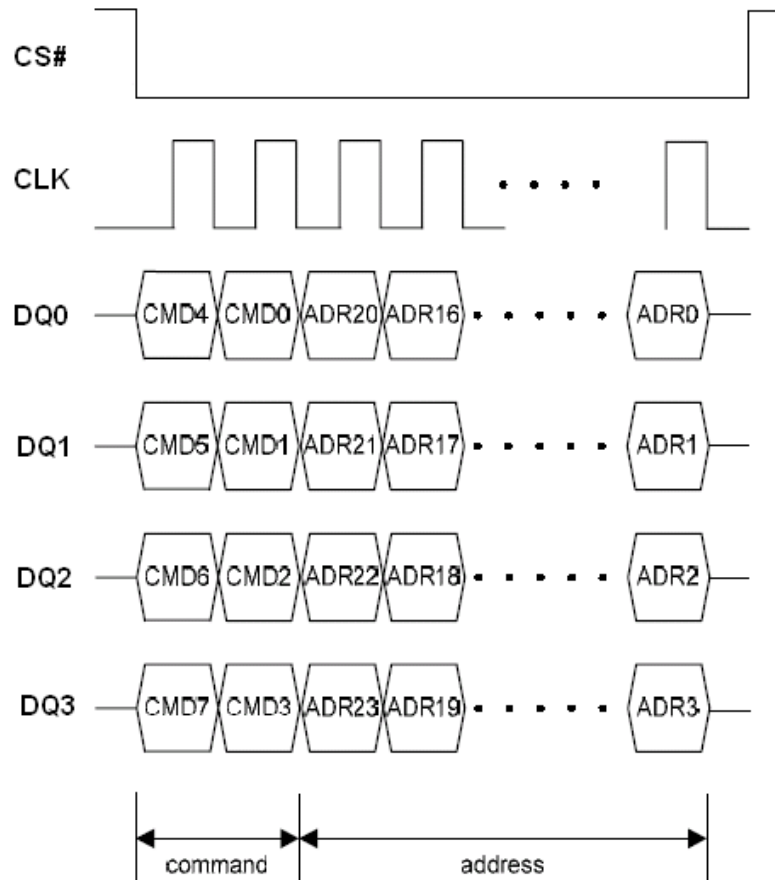 CS#
CLK
DQ0 CMD4 CMD0 ADR20 ADR16 ADR0
DQ1 CMD5 CMD1 ADR21 ADR17 ADR1
DQ2 CMD6 CMD2 ADR22 ADR18 ADR2
DQ3 CMD7 CMD3 ADR23 ADR19 ADR3
command address